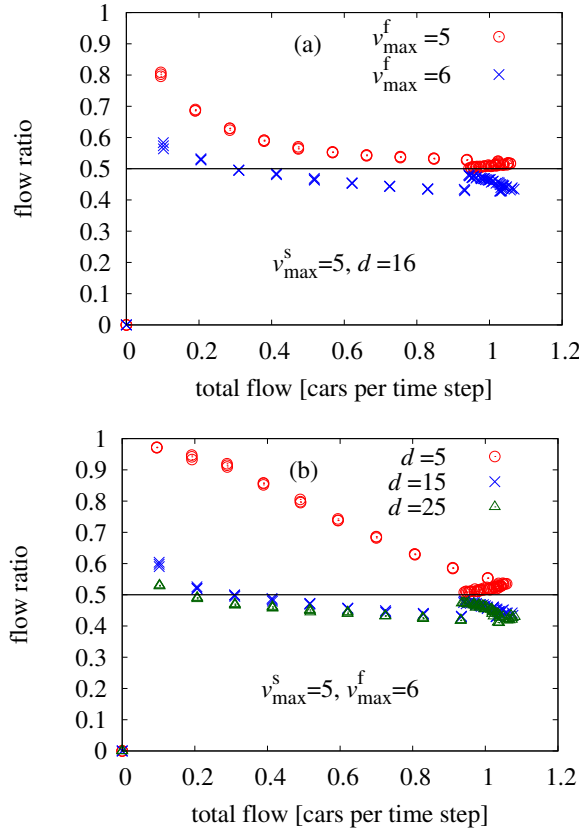 1
0.9
0.8
0.7
0.6
0.5
0.4
0.3
0.2
0.1
0
flow ratio
(a)
v^f_max =5
v^f_max =6
v^s_max=5, d =16
0 0.2 0.4 0.6 0.8 1 1.2
total flow [cars per time step]
1
0.9
0.8
0.7
0.6
0.5
0.4
0.3
0.2
0.1
0
flow ratio
(b)
d =5
d =15
d =25
v^s_max=5, v^f_max=6
0 0.2 0.4 0.6 0.8 1 1.2
total flow [cars per time step]